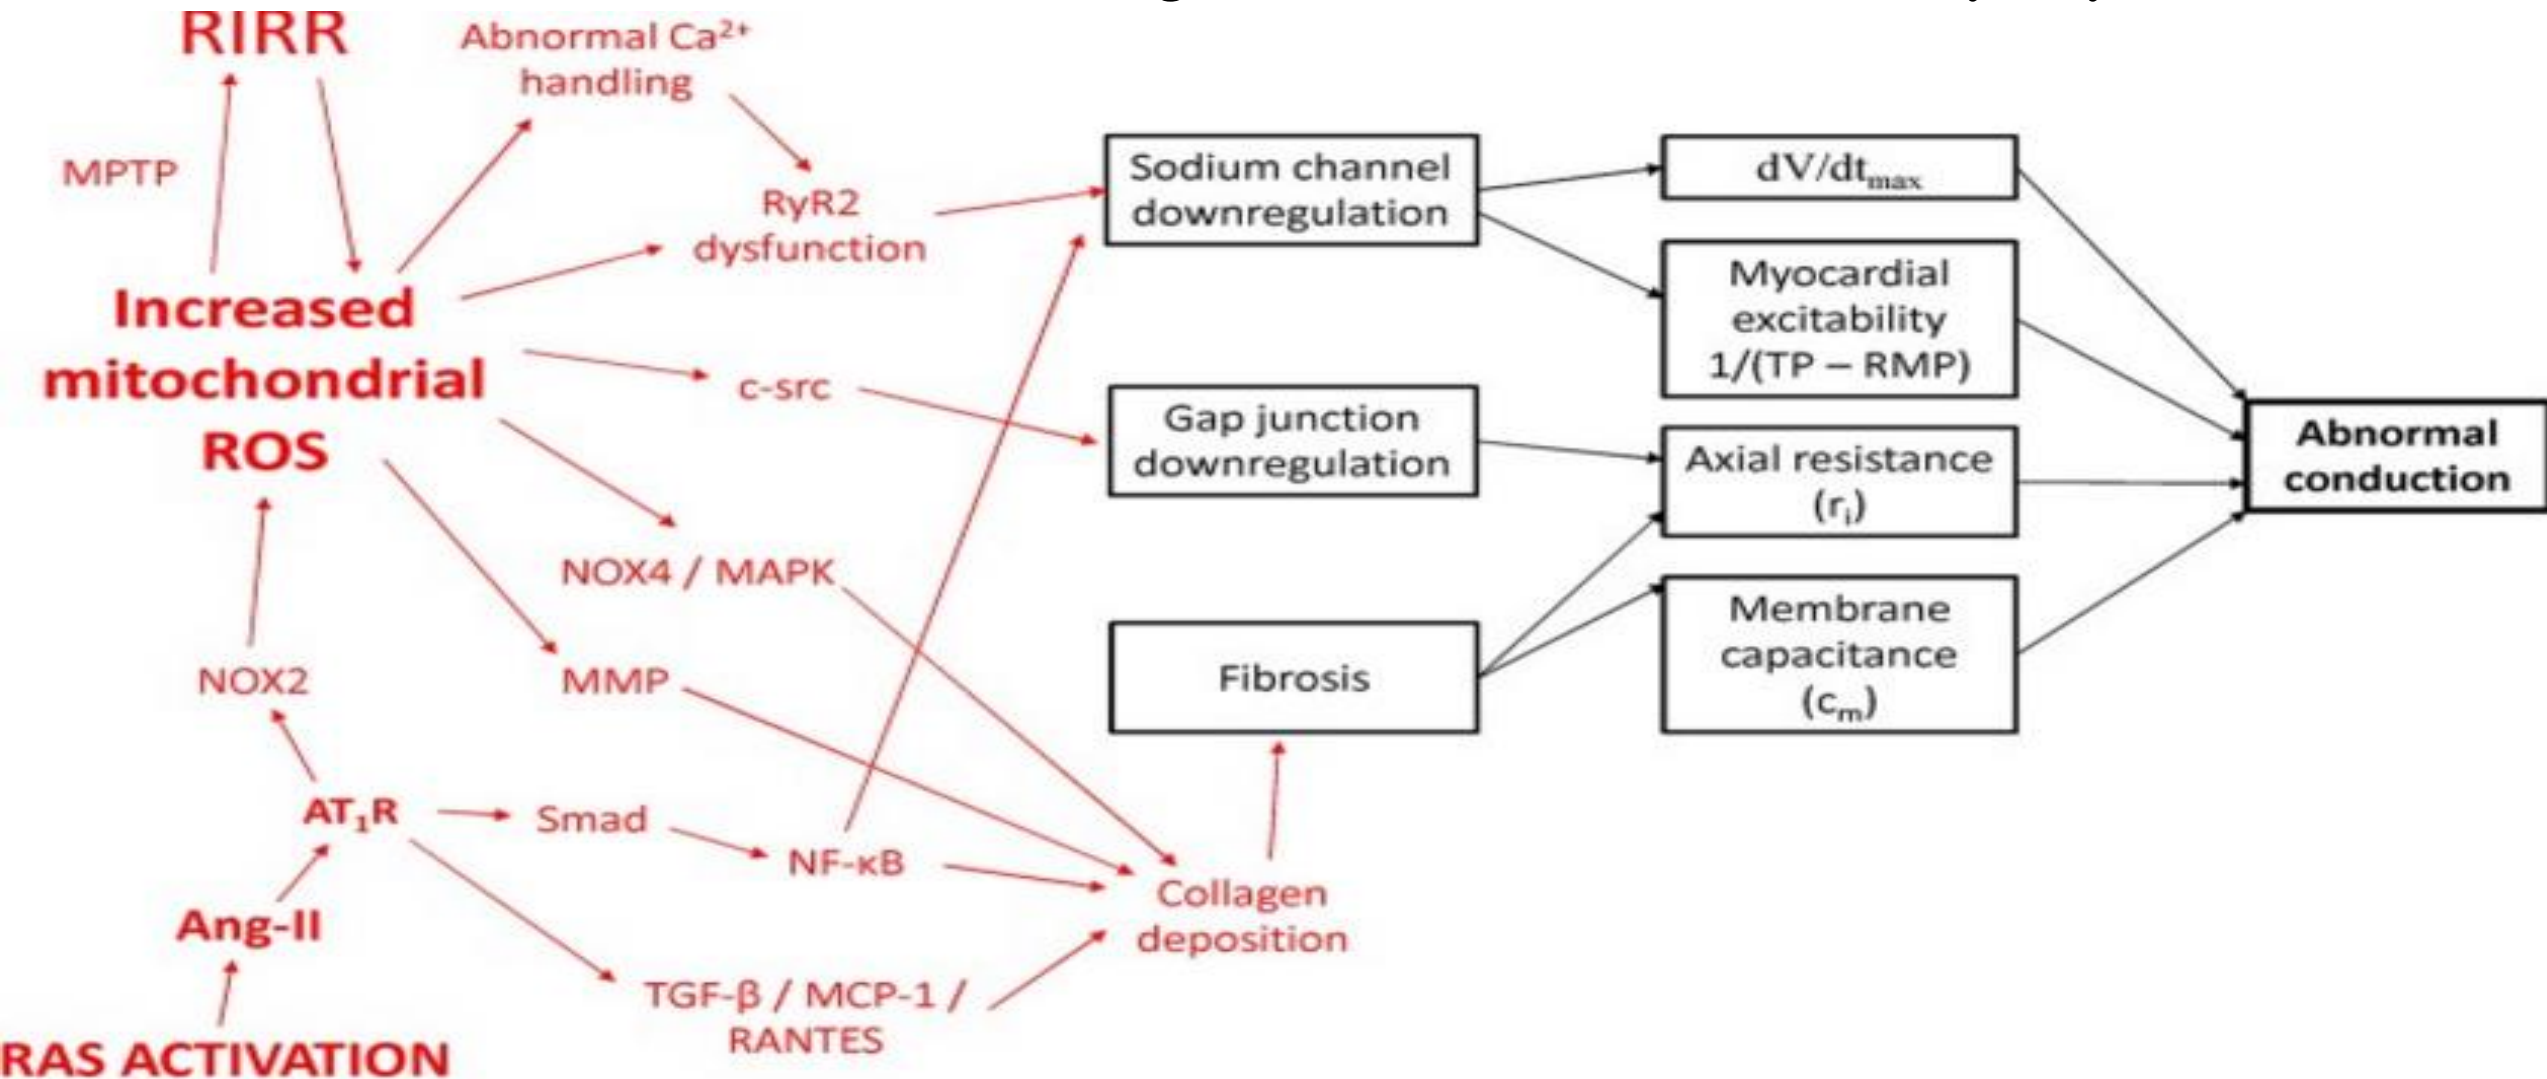 RIRR
Abnormal Ca²⁺
handling
MPTP
RyR2
dysfunction
Increased
mitochondrial
ROS
c-src
NOX4 / MAPK
MMP
NOX2
AT₁R
Smad
NF-κB
Ang-II
TGF-β / MCP-1 /
RANTES
RAS ACTIVATION
Collagen
deposition
Sodium channel
downregulation
Gap junction
downregulation
Fibrosis
dV/dtₘₐₓ
Myocardial
excitability
1/(TP – RMP)
Axial resistance
(rᵢ)
Membrane
capacitance
(cₘ)
Abnormal
conduction